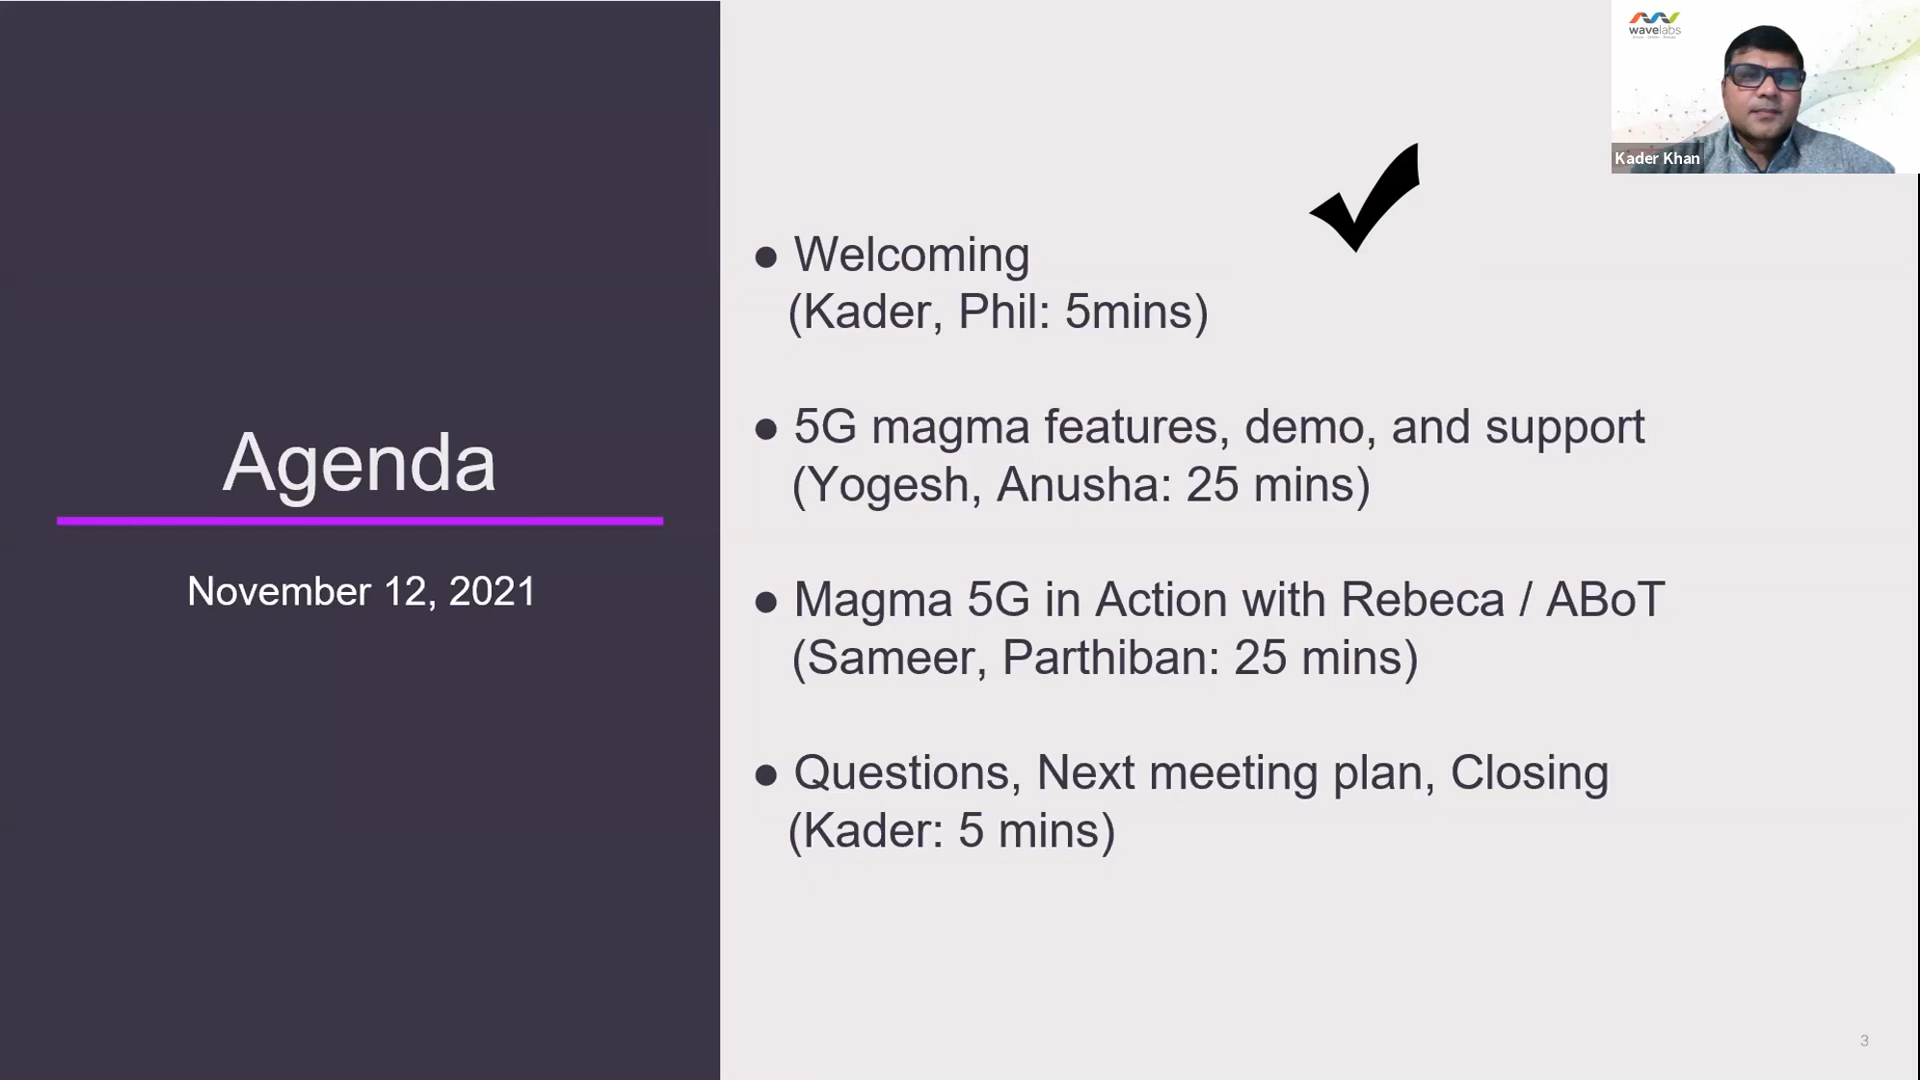 wavelabs
Kader Khan
Agenda
November 12, 2021
● Welcoming
(Kader, Phil: 5mins)
● 5G magma features, demo, and support
(Yogesh, Anusha: 25 mins)
● Magma 5G in Action with Rebeca / ABoT
(Sameer, Parthiban: 25 mins)
● Questions, Next meeting plan, Closing
(Kader: 5 mins)
3